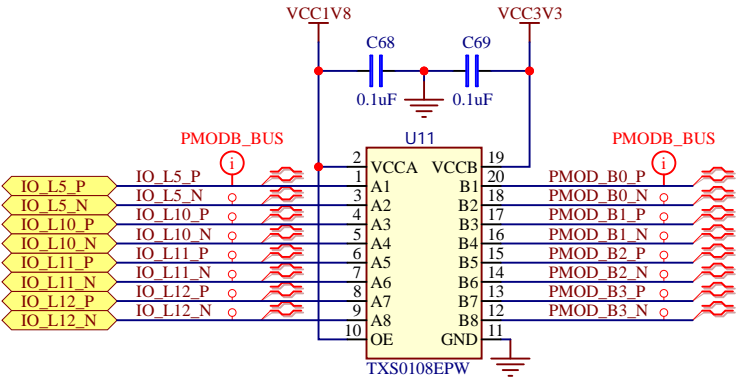 VCC1V8 VCC3V3
C68 C69
0.1uF 0.1uF
PMODB_BUS U11 PMODB_BUS
i i
2 VCCA VCCB 19
IO_L5_P IO_L5_P 1 A1 B1 20 PMOD_B0_P
IO_L5_N IO_L5_N 3 A2 B2 18 PMOD_B0_N
IO_L10_P IO_L10_P 4 A3 B3 17 PMOD_B1_P
IO_L10_N IO_L10_N 5 A4 B4 16 PMOD_B1_N
IO_L11_P IO_L11_P 6 A5 B5 15 PMOD_B2_P
IO_L11_N IO_L11_N 7 A6 B6 14 PMOD_B2_N
IO_L12_P IO_L12_P 8 A7 B7 13 PMOD_B3_P
IO_L12_N IO_L12_N 9 A8 B8 12 PMOD_B3_N
10 OE GND 11
TXS0108EPW